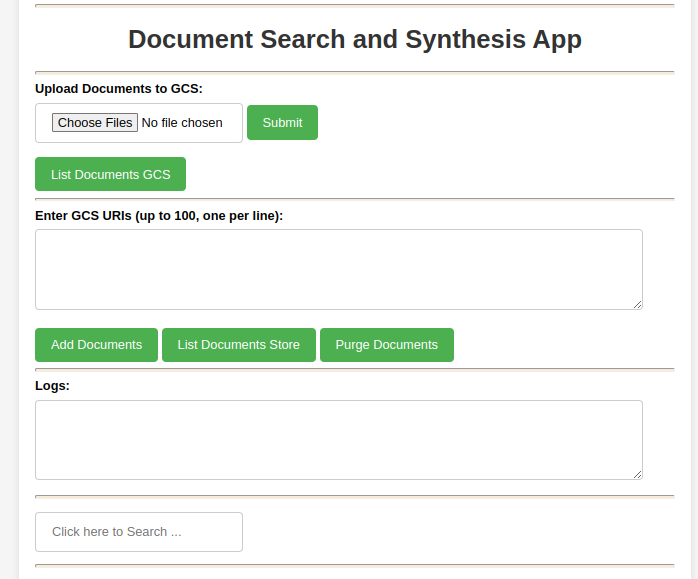 Document Search and Synthesis App
Upload Documents to GCS:
Choose Files No file chosen Submit
List Documents GCS
Enter GCS URIs (up to 100, one per line):
Add Documents List Documents Store Purge Documents
Logs:
Click here to Search ...